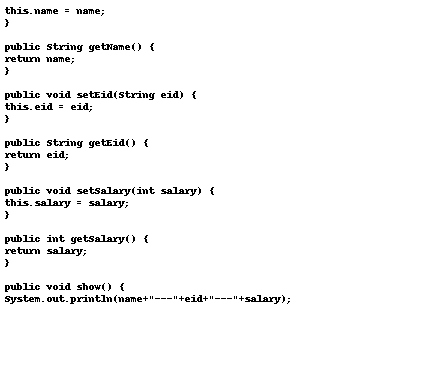 this.name = name;
}
public String getName() {
return name;
}
public void setEid(String eid) {
this.eid = eid;
}
public String getEid() {
return eid;
}
public void setSalary(int salary) {
this.salary = salary;
}
public int getSalary() {
return salary;
}
public void show() {
System.out.println(name+"---"+eid+"---"+salary);